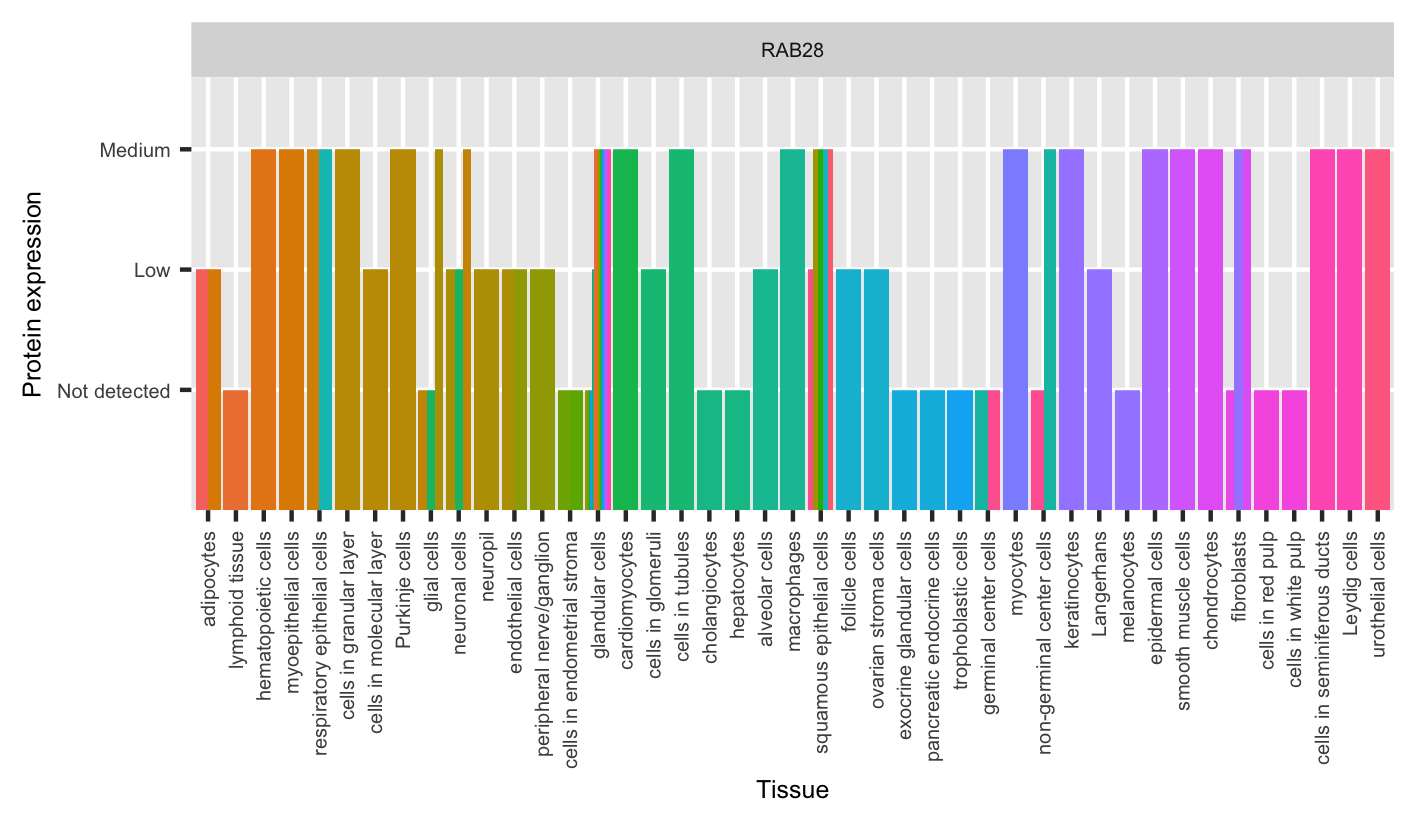 RAB28
Medium
Low
Not detected
Protein expression
adipocytes
lymphoid tissue
hematopoietic cells
myoepithelial cells
respiratory epithelial cells
cells in granular layer
cells in molecular layer
Purkinje cells
glial cells
neuronal cells
neuropil
endothelial cells
peripheral nerve/ganglion
cells in endometrial stroma
glandular cells
cardiomyocytes
cells in glomeruli
cells in tubules
cholangiocytes
hepatocytes
alveolar cells
macrophages
squamous epithelial cells
follicle cells
ovarian stroma cells
exocrine glandular cells
pancreatic endocrine cells
trophoblastic cells
germinal center cells
myocytes
non-germinal center cells
keratinocytes
Langerhans
melanocytes
epidermal cells
smooth muscle cells
chondrocytes
fibroblasts
cells in red pulp
cells in white pulp
cells in seminiferous ducts
Leydig cells
urothelial cells
Tissue